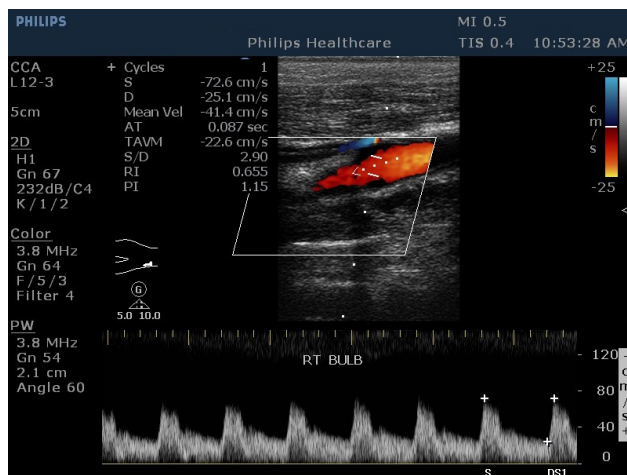 PHILIPS
MI 0.5
Philips Healthcare
TIS 0.4 10:53:28 AM
CCA
L12-3
5cm
2D
H1
Gn 67
232dB/C4
K/1/2
Color
3.8 MHz
Gn 64
F/5/3
Filter 4
PW
3.8 MHz
Gn 54
2.1 cm
Angle 60
+ Cycles 1
S -72.6 cm/s
D -25.1 cm/s
Mean Vel -41.4 cm/s
AT 0.087 sec
TAVM -22.6 cm/s
S/D 2.90
RI 0.655
PI 1.15
+25
cm/s
-25
G
5.0 10.0
RT BULB
120
80
40
0
S
DS1